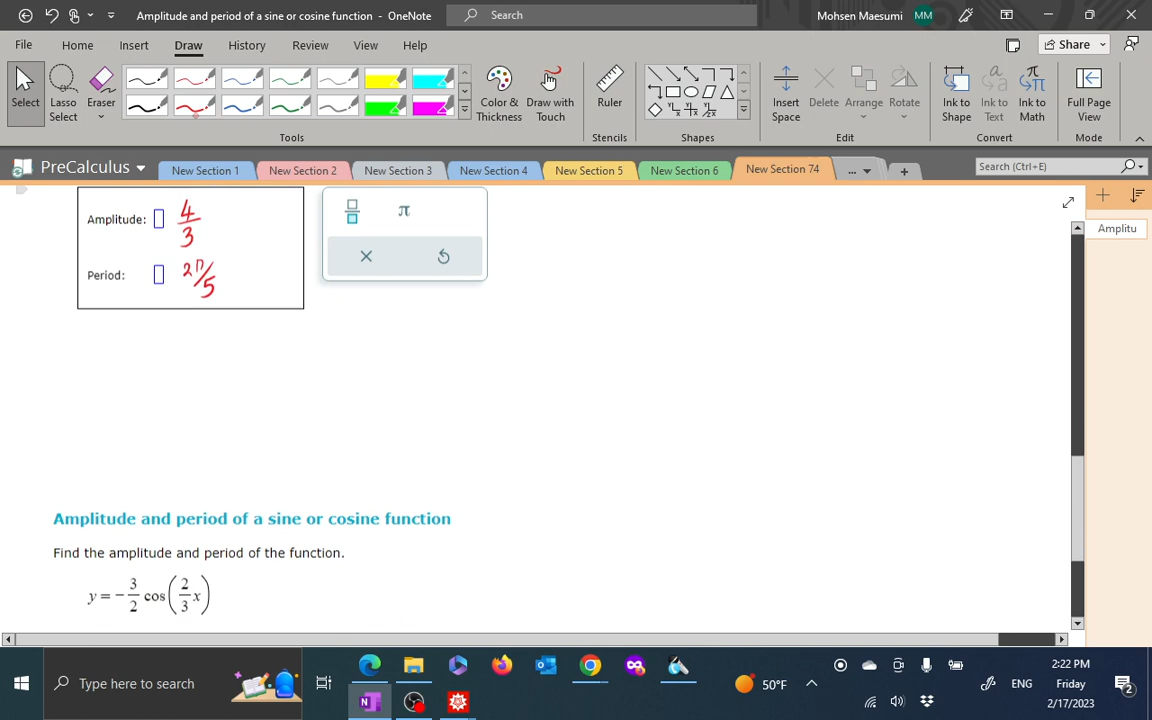 Amplitude and period of a sine or cosine function - OneNote
Search
Mohsen Maesumi
MM
File Home Insert Draw History Review View Help
Share
Select
Lasso Select
Eraser
Color & Thickness
Draw with Touch
Ruler
Insert Space
Delete
Arrange
Rotate
Ink to Shape
Ink to Text
Ink to Math
Full Page View
Tools
Stencils
Shapes
Edit
Convert
Mode
PreCalculus
New Section 1
New Section 2
New Section 3
New Section 4
New Section 5
New Section 6
New Section 74
...
Search (Ctrl+E)
Amplitu
Amplitude: 4/3
Period: 2π/5
π
Amplitude and period of a sine or cosine function
Find the amplitude and period of the function.
y = -3/2 cos(2/3 x)
Type here to search
50°F
ENG
2:22 PM
Friday
2/17/2023
2